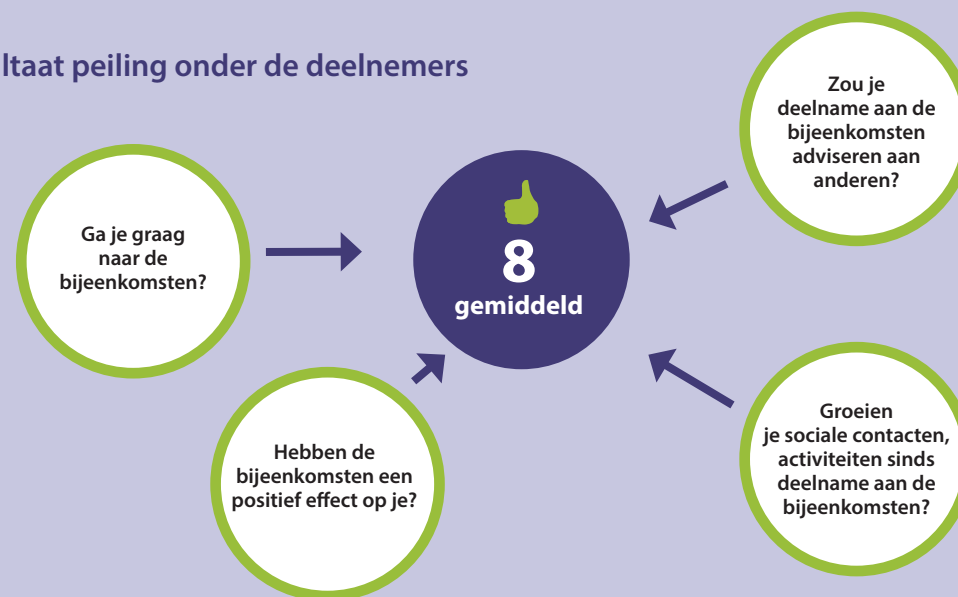 ltaat peiling onder de deelnemers
Zou je
deelname aan de
bijeenkomsten
adviseren aan
anderen?
Ga je graag
naar de
bijeenkomsten?
8
gemiddeld
Hebben de
bijeenkomsten een
positief effect op je?
Groeien
je sociale contacten,
activiteiten sinds
deelname aan de
bijeenkomsten?